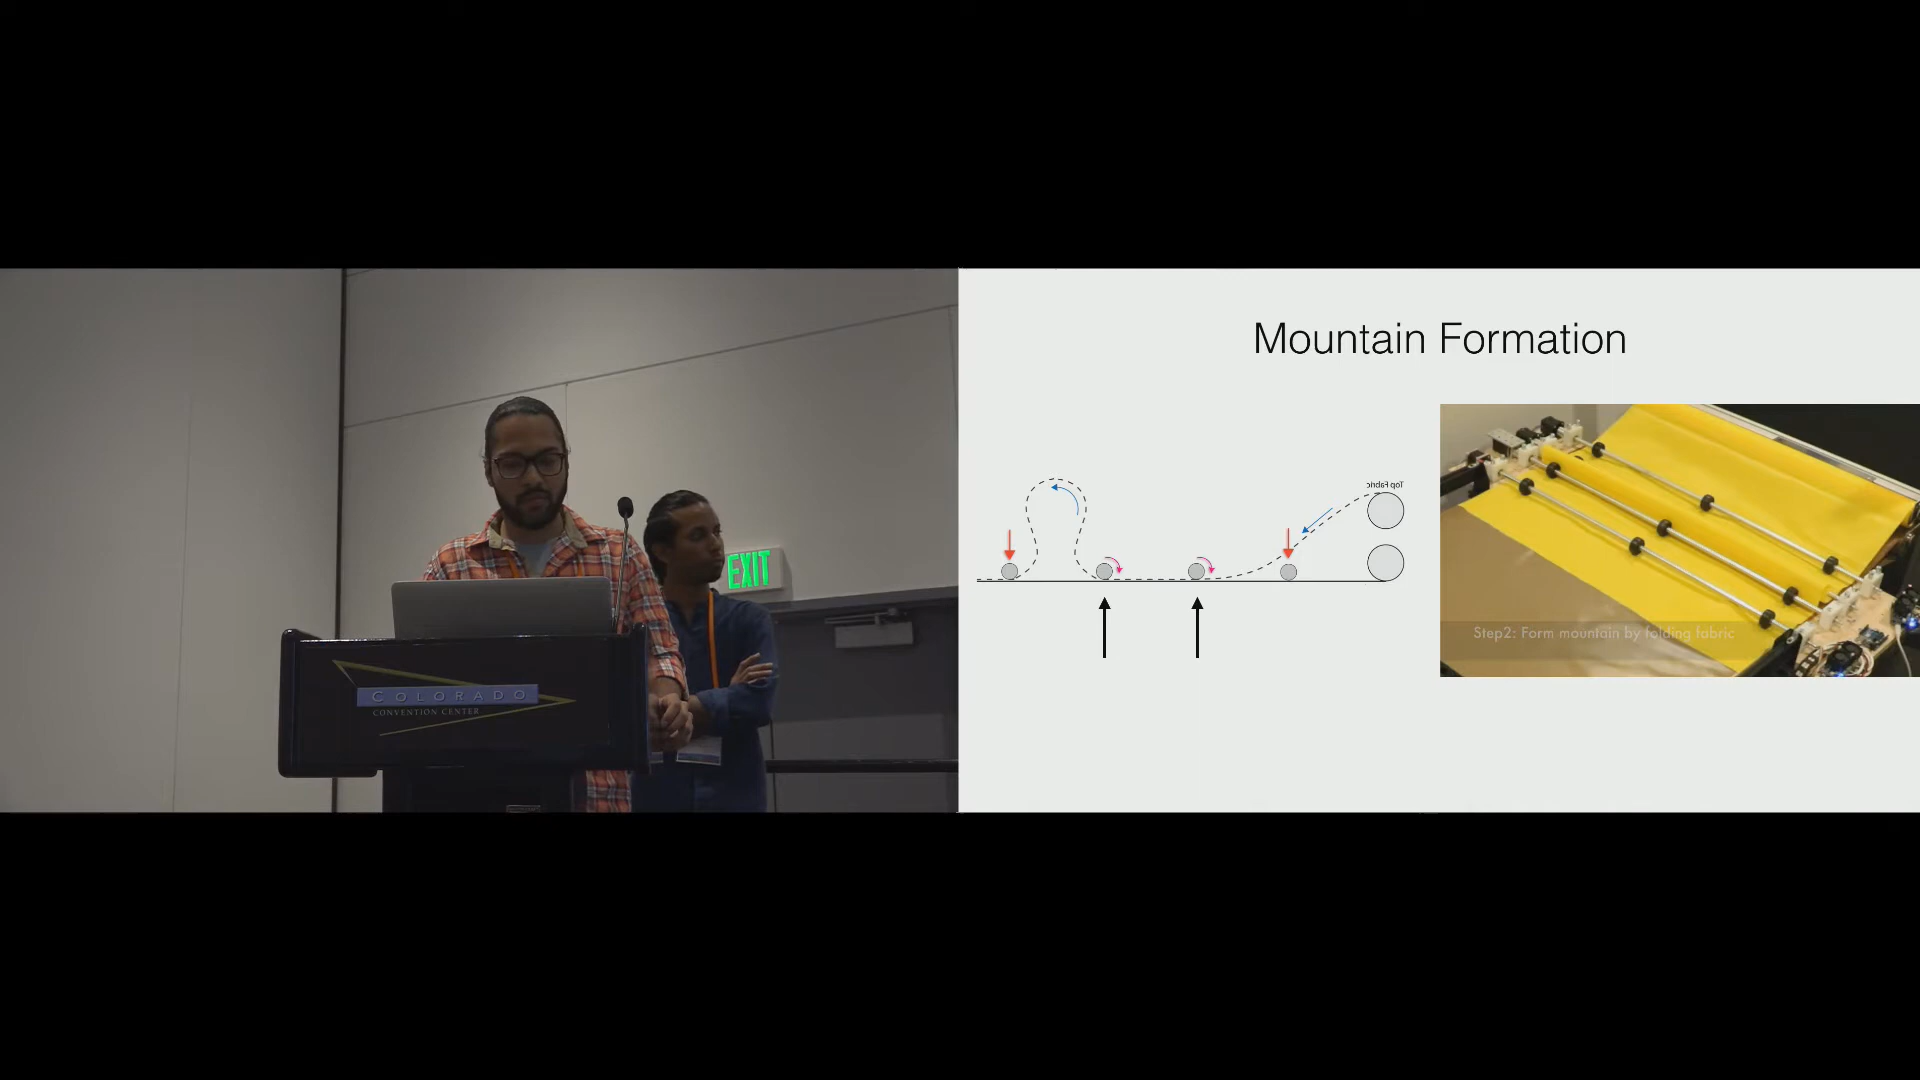 EXIT
COLORADO
CONVENTION CENTER
Mountain Formation
Top Fabric
Step2: Form mountain by folding fabric